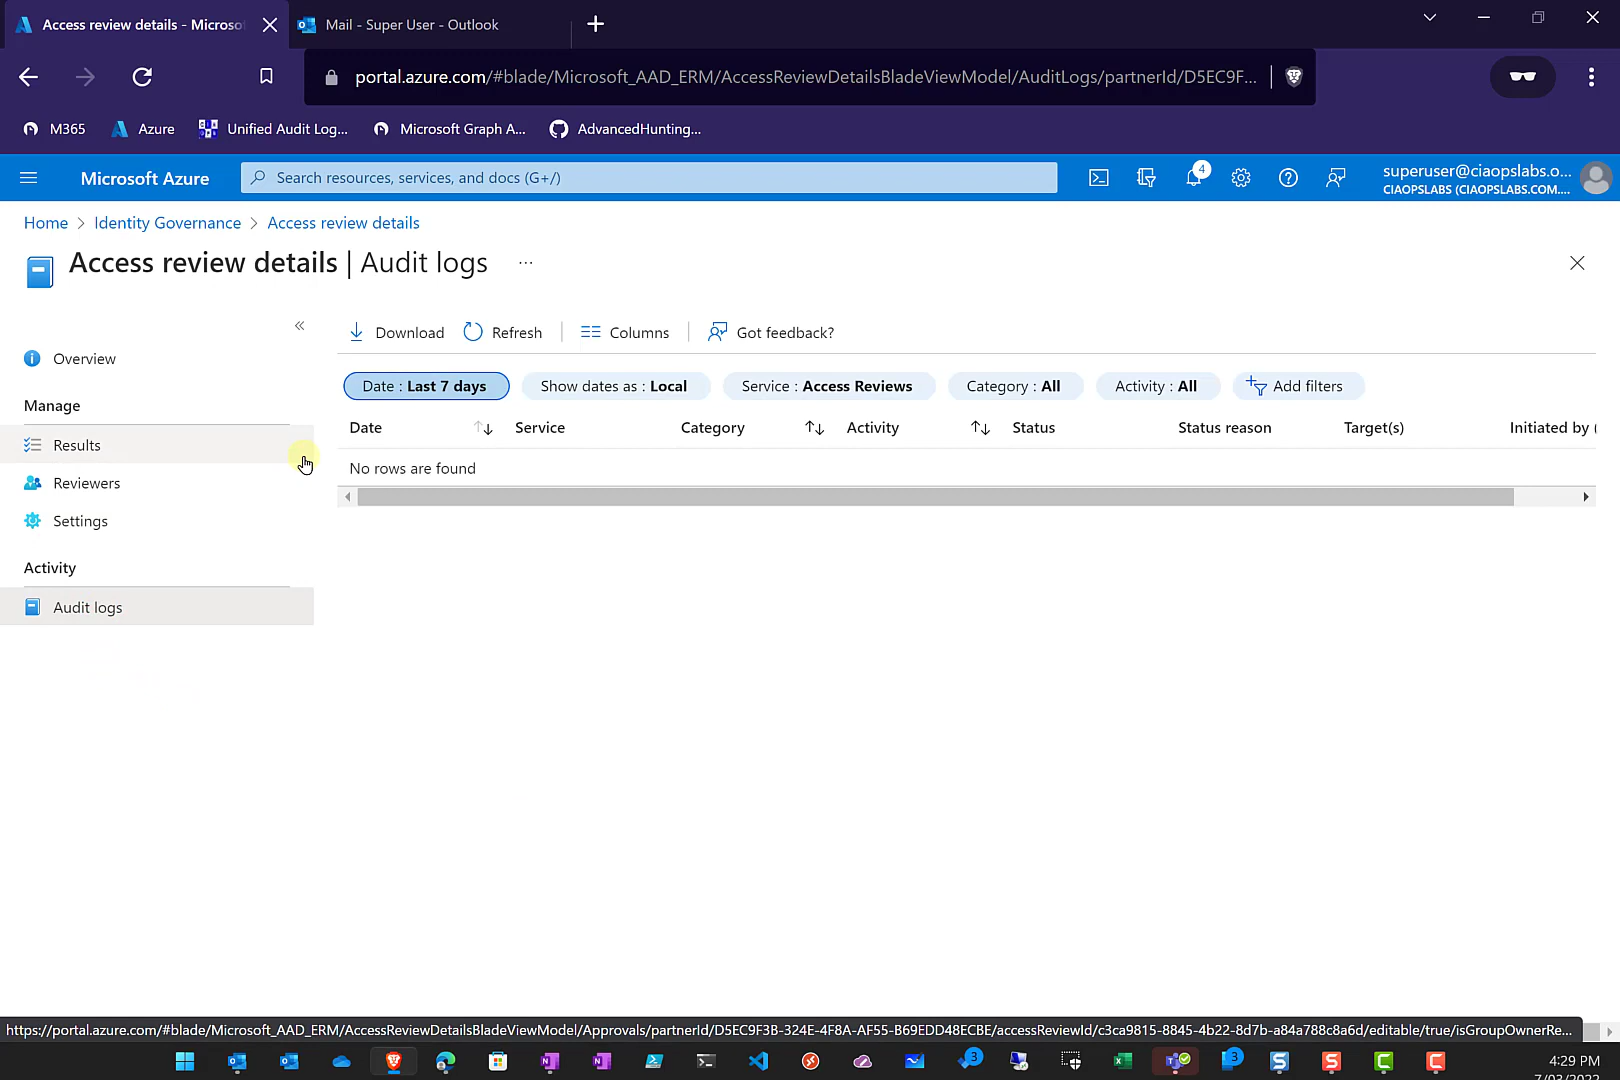 Access review details - Microso
Mail - Super User - Outlook
portal.azure.com/#blade/Microsoft_AAD_ERM/AccessReviewDetailsBladeViewModel/AuditLogs/partnerId/D5EC9F...
M365
Azure
Unified Audit Log...
Microsoft Graph A...
AdvancedHunting...
Microsoft Azure
Search resources, services, and docs (G+/)
4
superuser@ciaopslabs.o...
CIAOPSLABS (CIAOPSLABS.COM....
Home > Identity Governance > Access review details
Access review details | Audit logs ...
Download
Refresh
Columns
Got feedback?
Overview
Manage
Results
Reviewers
Settings
Activity
Audit logs
Date : Last 7 days
Show dates as : Local
Service : Access Reviews
Category : All
Activity : All
Add filters
Date
Service
Category
Activity
Status
Status reason
Target(s)
Initiated by (
No rows are found
https://portal.azure.com/#blade/Microsoft_AAD_ERM/AccessReviewDetailsBladeViewModel/Approvals/partnerId/D5EC9F3B-324E-4F8A-AF55-B69EDD48ECBE/accessReviewId/c3ca9815-8845-4b22-8d7b-a84a788c8a6d/editable/true/isGroupOwnerRe...
3
3
4:29 PM
7/03/2022